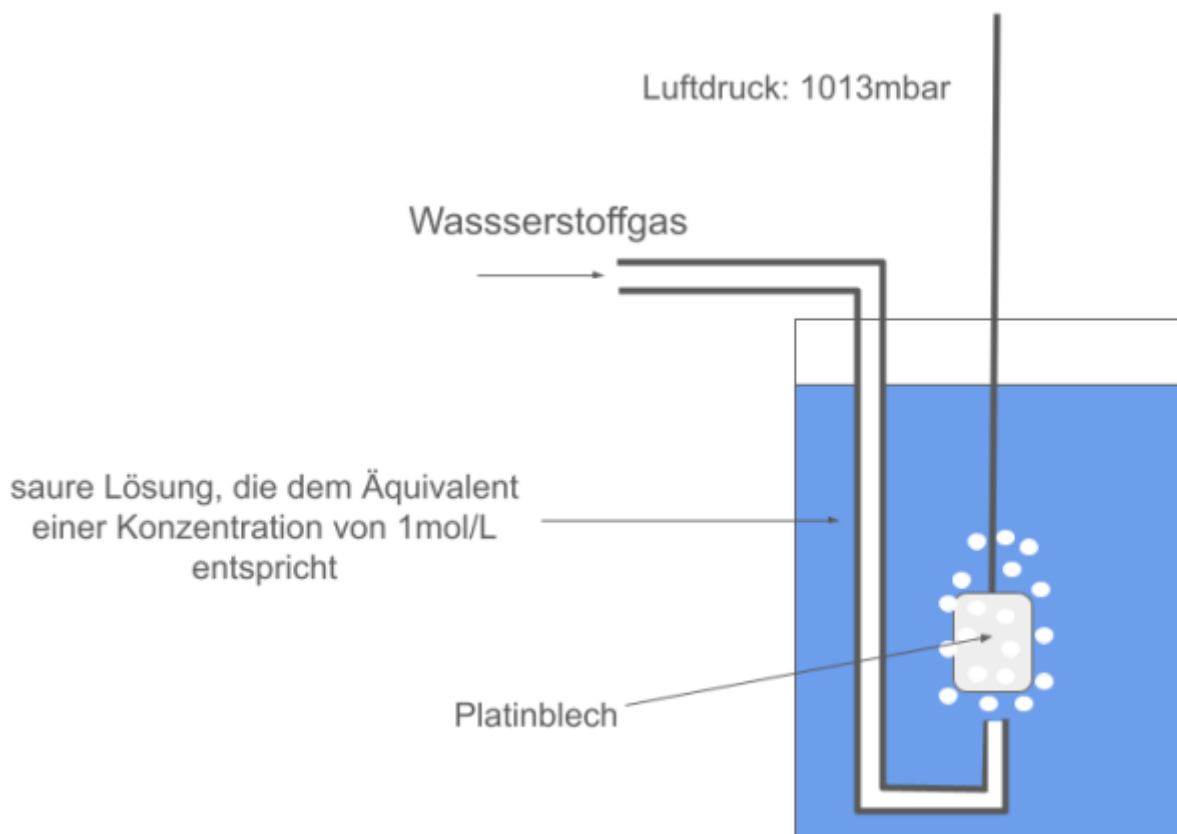 Luftdruck: 1013mbar
Wassserstoffgas
saure Lösung, die dem Äquivalent
einer Konzentration von 1mol/L
entspricht
Platinblech